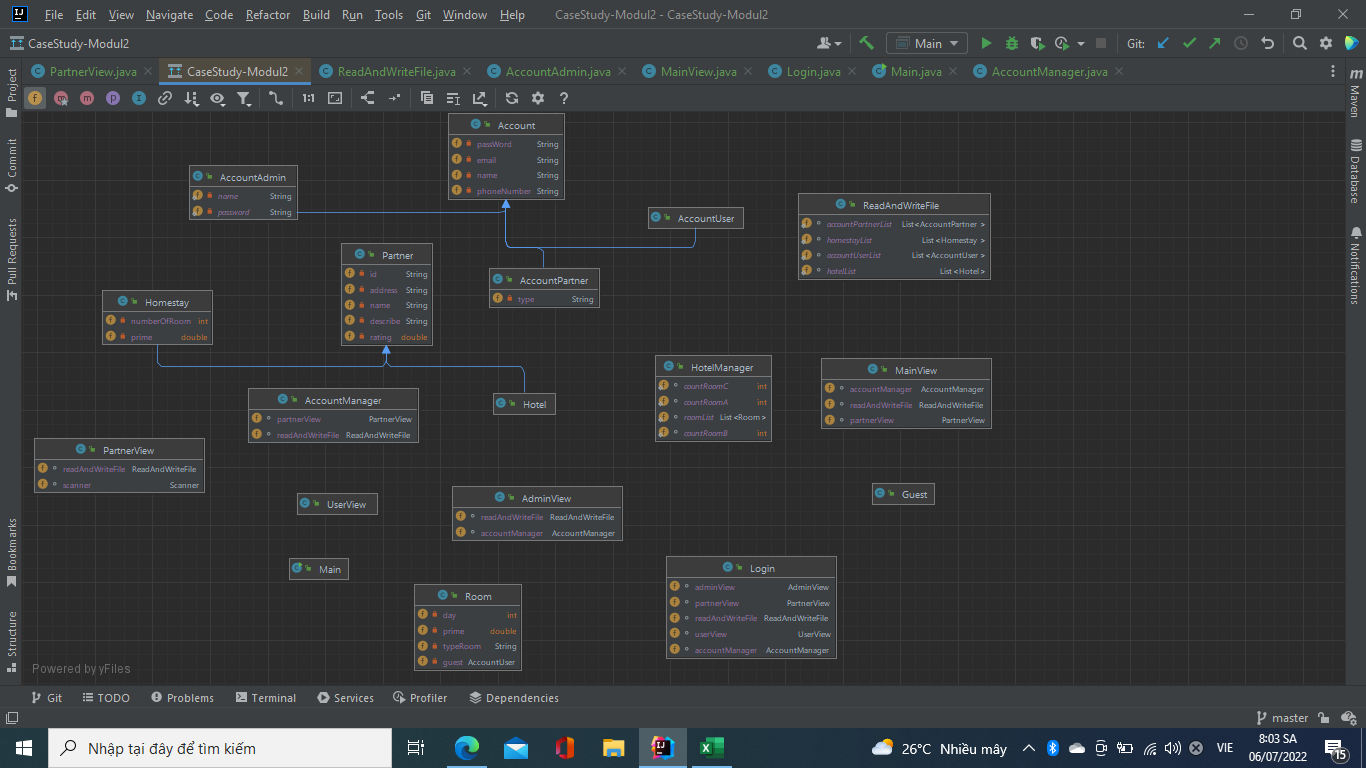 File Edit View Navigate Code Refactor Build Run Tools Git Window Help CaseStudy-Modul2 - CaseStudy-Modul2
CaseStudy-Modul2 Main Git:
PartnerView.java CaseStudy-Modul2 ReadAndWriteFile.java AccountAdmin.java MainView.java Login.java Main.java AccountManager.java
1:1
Project
Commit
Pull Requests
Bookmarks
Structure
Maven
Database
Notifications
Account
passWord String
email String
name String
phoneNumber String
AccountAdmin
name String
password String
AccountUser
ReadAndWriteFile
accountPartnerList List<AccountPartner >
homestayList List<Homestay >
accountUserList List<AccountUser >
hotelList List<Hotel >
Partner
id String
address String
name String
describe String
rating double
AccountPartner
type String
Homestay
numberOfRoom int
prime double
HotelManager
countRoomC int
countRoomA int
roomList List<Room >
countRoomB int
MainView
accountManager AccountManager
readAndWriteFile ReadAndWriteFile
partnerView PartnerView
AccountManager
partnerView PartnerView
readAndWriteFile ReadAndWriteFile
Hotel
PartnerView
readAndWriteFile ReadAndWriteFile
scanner Scanner
UserView
AdminView
readAndWriteFile ReadAndWriteFile
accountManager AccountManager
Guest
Main
Room
day int
prime double
typeRoom String
guest AccountUser
Login
adminView AdminView
partnerView PartnerView
readAndWriteFile ReadAndWriteFile
userView UserView
accountManager AccountManager
Powered by yFiles
Git TODO Problems Terminal Services Profiler Dependencies
master
Nhập tại đây để tìm kiếm
26°C Nhiều mây
VIE
8:03 SA
06/07/2022
15